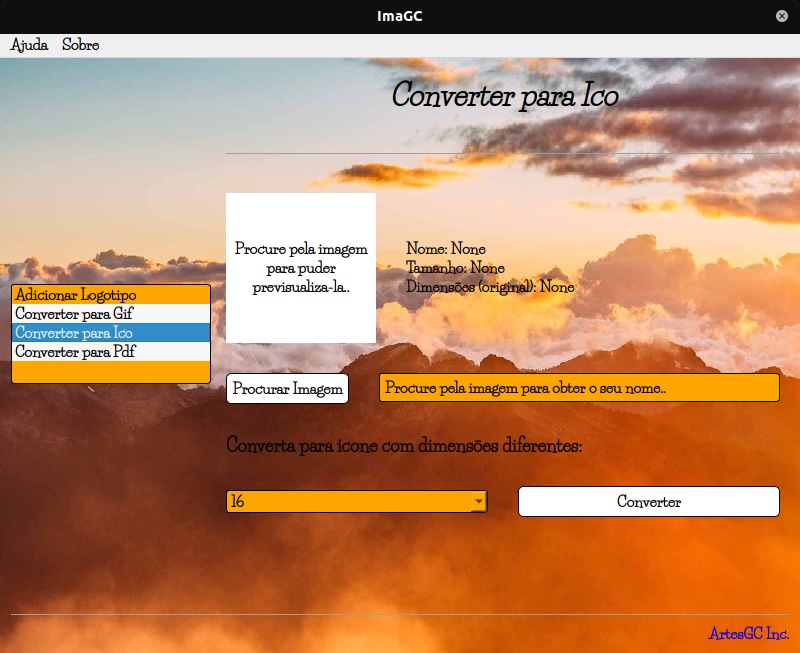 ImaGC
Ajuda Sobre
Converter para Ico
Procure pela imagem
para puder
previsualiza-la..
Nome: None
Tamanho: None
Dimensões (original): None
Adicionar Logotipo
Converter para Gif
Converter para Ico
Converter para Pdf
Procurar Imagem
Procure pela imagem para obter o seu nome..
Converta para ícone com dimensões diferentes:
16
Converter
ArtesGC Inc.